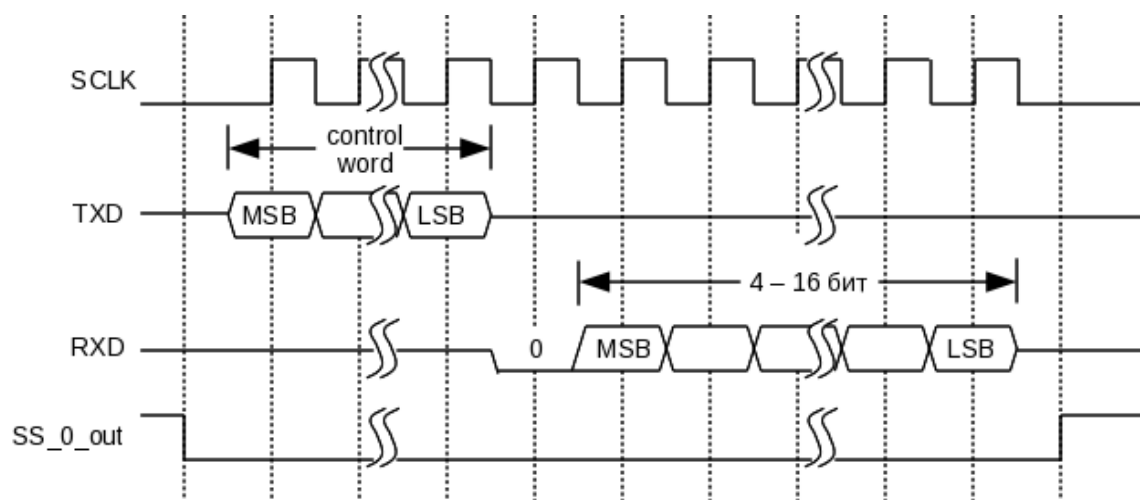 SCLK
control
word
TXD
MSB
LSB
4 – 16 бит
RXD
0
MSB
LSB
SS_0_out